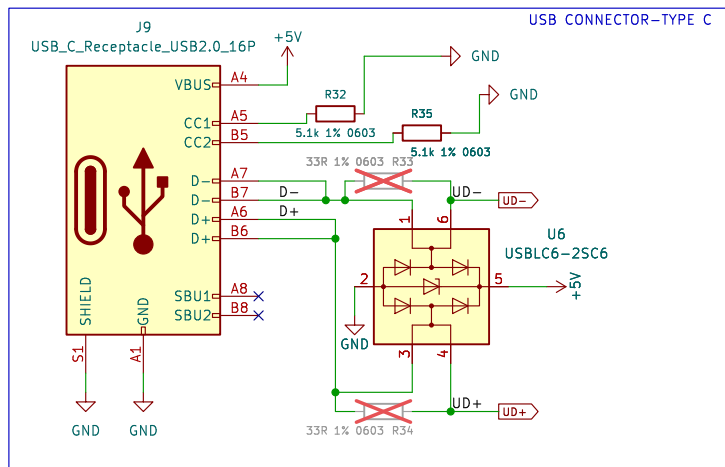 USB CONNECTOR-TYPE C
J9
USB_C_Receptacle_USB2.0_16P
+5V
GND
VBUS A4
R32
GND
CC1 A5
R35
CC2 B5
5.1k 1% 0603
5.1k 1% 0603
33R 1% 0603 R33
D- A7
D- B7
D-
UD-
UD-
D+ A6
D+
D+ B6
1
6
U6
USBLC6-2SC6
2
5
+5V
SBU1 A8
SBU2 B8
SHIELD
GND
GND
S1
A1
3
4
UD+
UD+
GND
GND
33R 1% 0603 R34